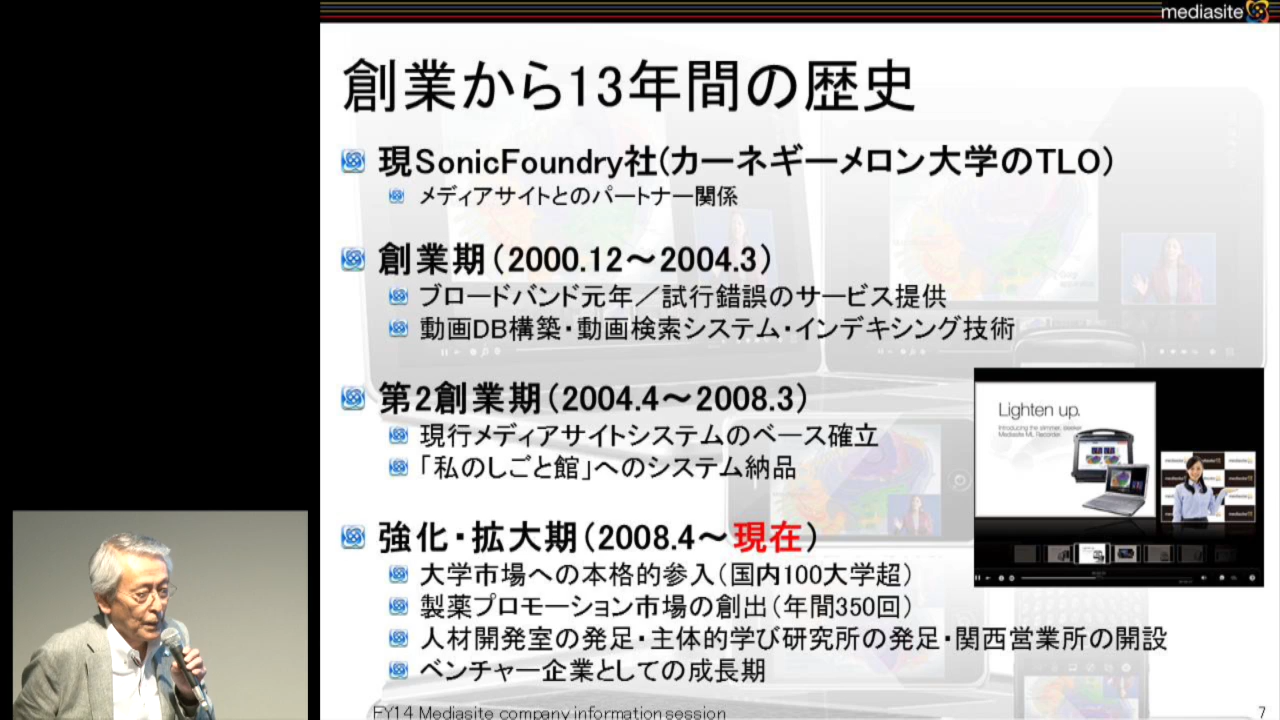 mediasite
創業から13年間の歴史
現SonicFoundry社(カーネギーメロン大学のTLO)
メディアサイトとのパートナー関係
創業期(2000.12～2004.3)
ブロードバンド元年／試行錯誤のサービス提供
動画DB構築・動画検索システム・インデキシング技術
第2創業期(2004.4～2008.3)
現行メディアサイトシステムのベース確立
「私のしごと館」へのシステム納品
Lighten up.
Introducing the slimmer, sleeker
Mediasite ML Recorder.
強化・拡大期(2008.4～現在)
大学市場への本格的参入(国内100大学超)
製薬プロモーション市場の創出(年間350回)
人材開発室の発足・主体的学び研究所の発足・関西営業所の開設
ベンチャー企業としての成長期
FY14 Mediasite company information session
7